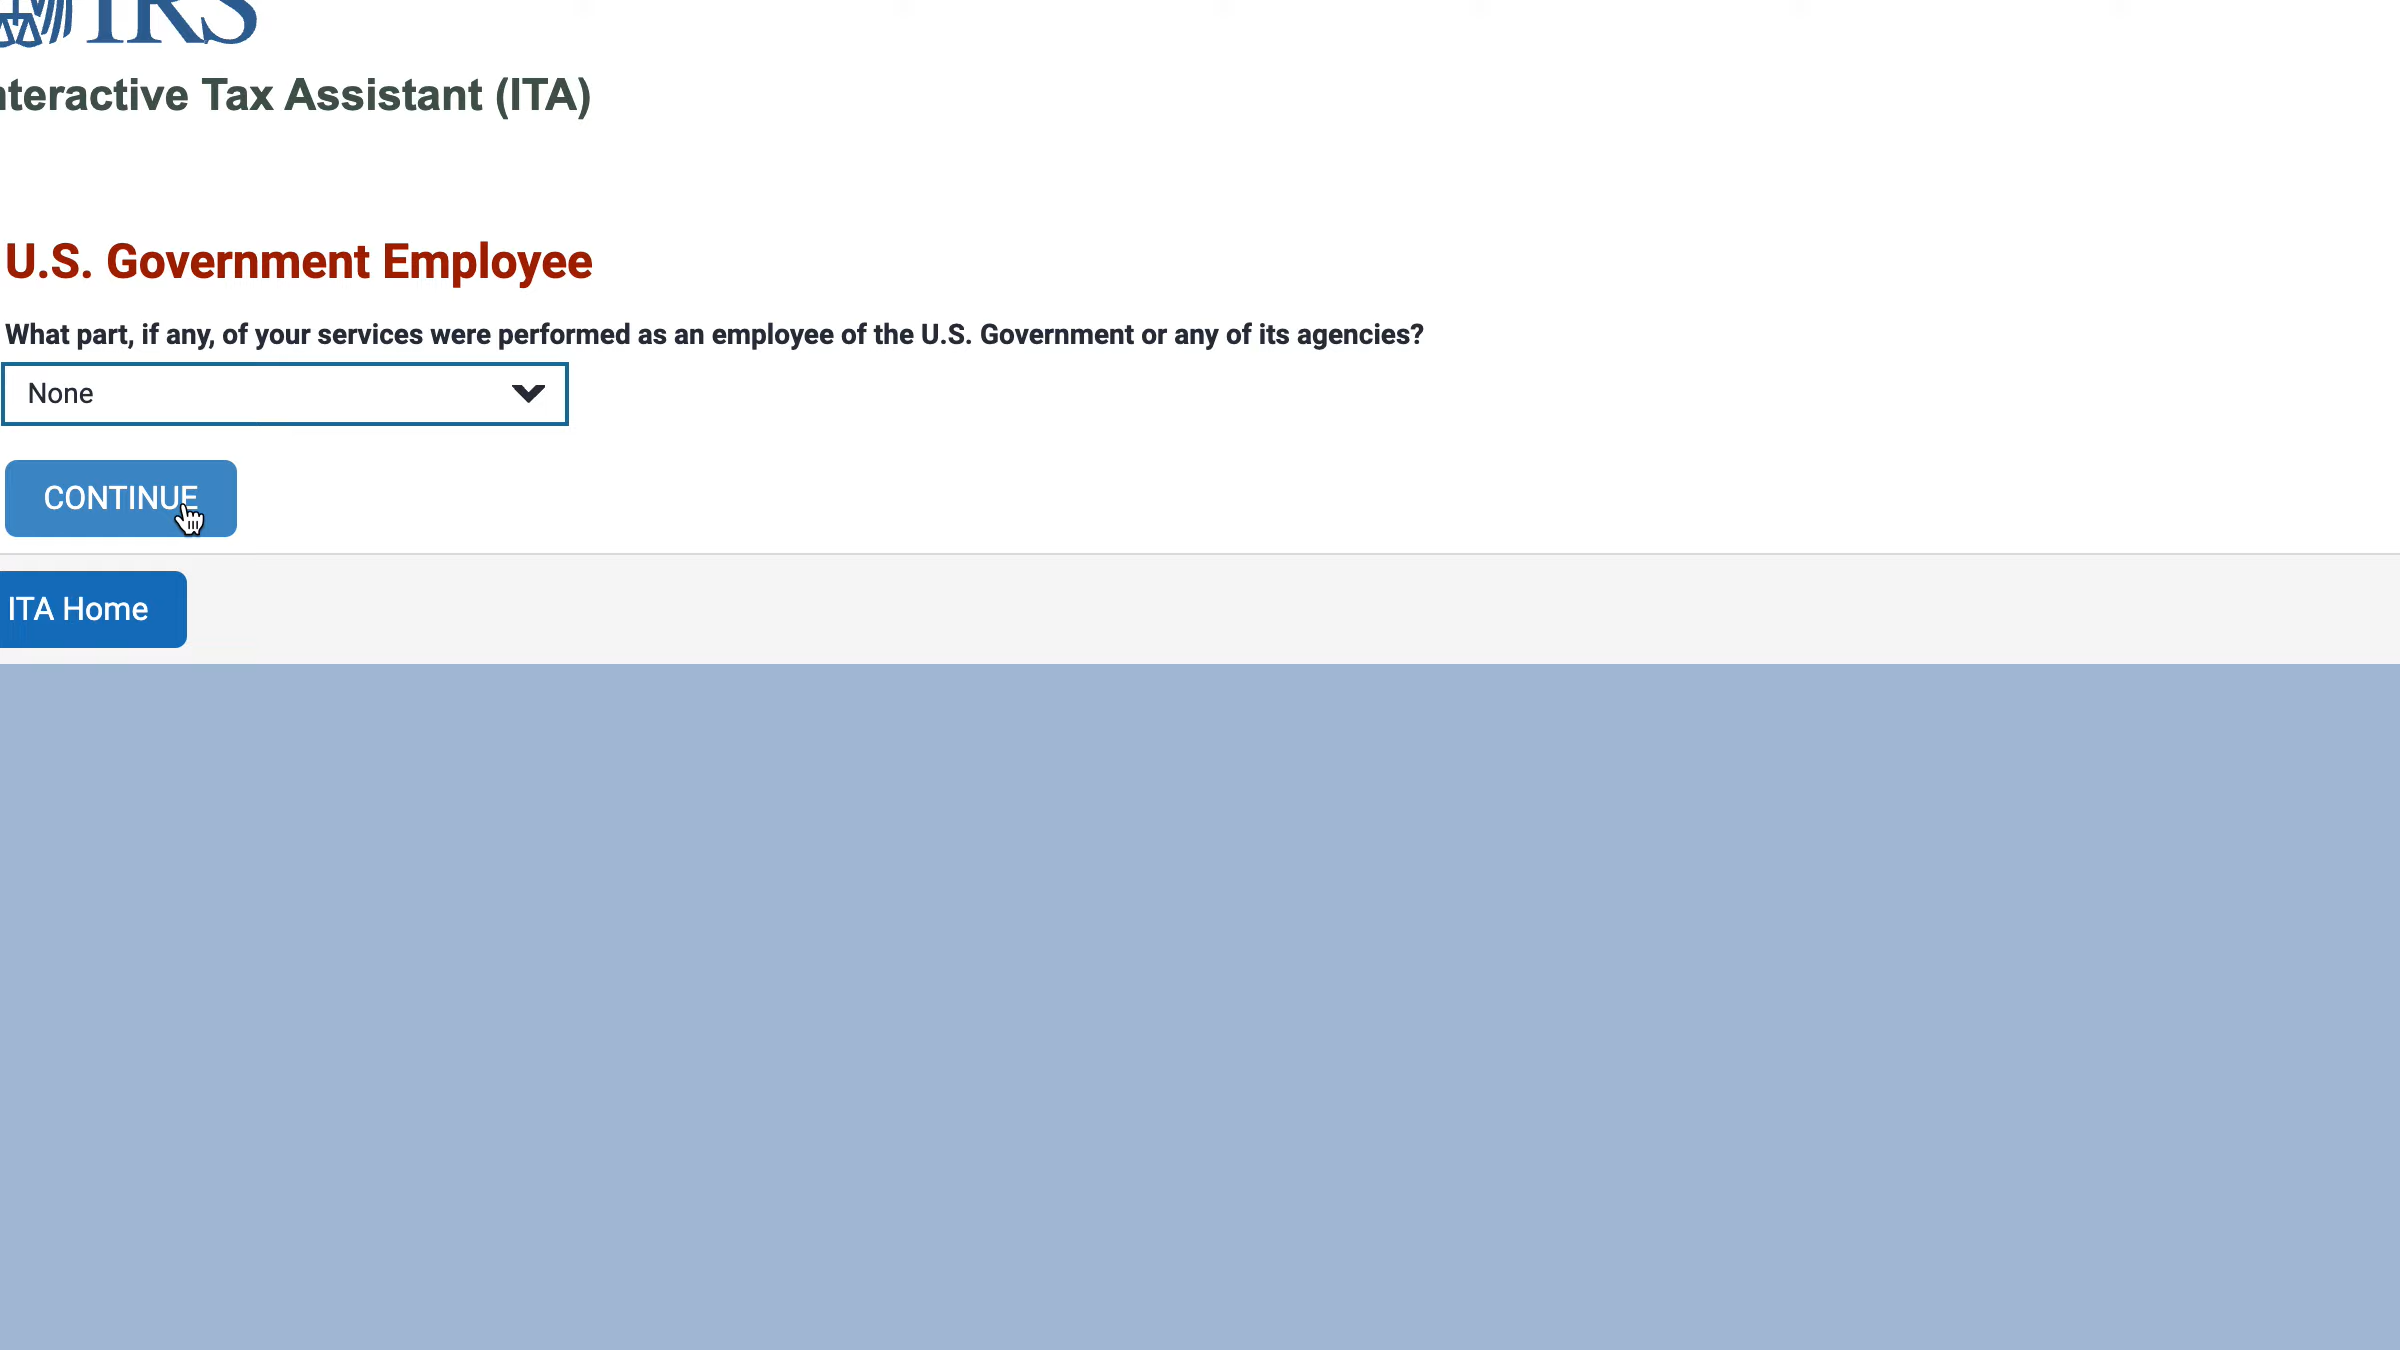 IRS
nteractive Tax Assistant (ITA)
U.S. Government Employee
What part, if any, of your services were performed as an employee of the U.S. Government or any of its agencies?
None
CONTINUE
ITA Home